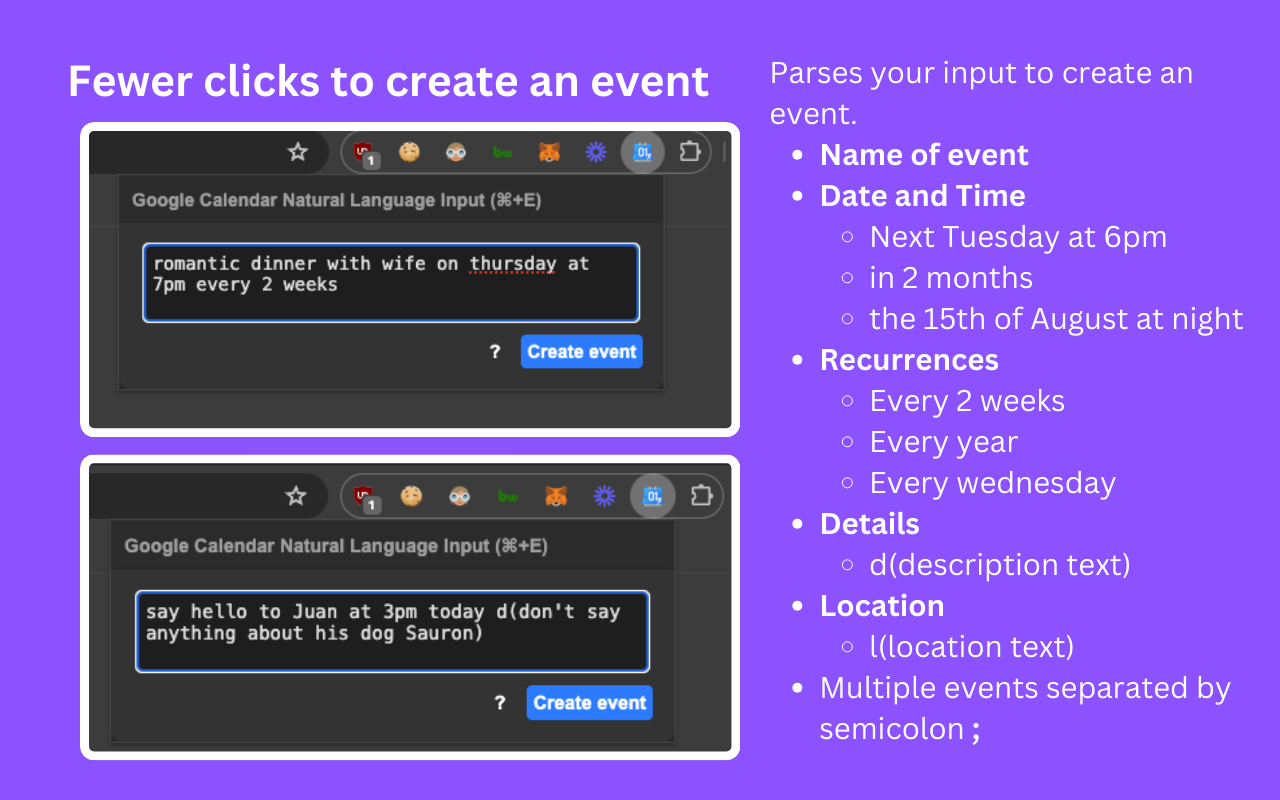 Fewer clicks to create an event
1
bw
01
Google Calendar Natural Language Input (⌘+E)
romantic dinner with wife on thursday at
7pm every 2 weeks
?
Create event
1
bw
01
Google Calendar Natural Language Input (⌘+E)
say hello to Juan at 3pm today d(don't say
anything about his dog Sauron)
?
Create event
Parses your input to create an
event.
• Name of event
• Date and Time
◦ Next Tuesday at 6pm
◦ in 2 months
◦ the 15th of August at night
• Recurrences
◦ Every 2 weeks
◦ Every year
◦ Every wednesday
• Details
◦ d(description text)
• Location
◦ l(location text)
• Multiple events separated by
semicolon ;